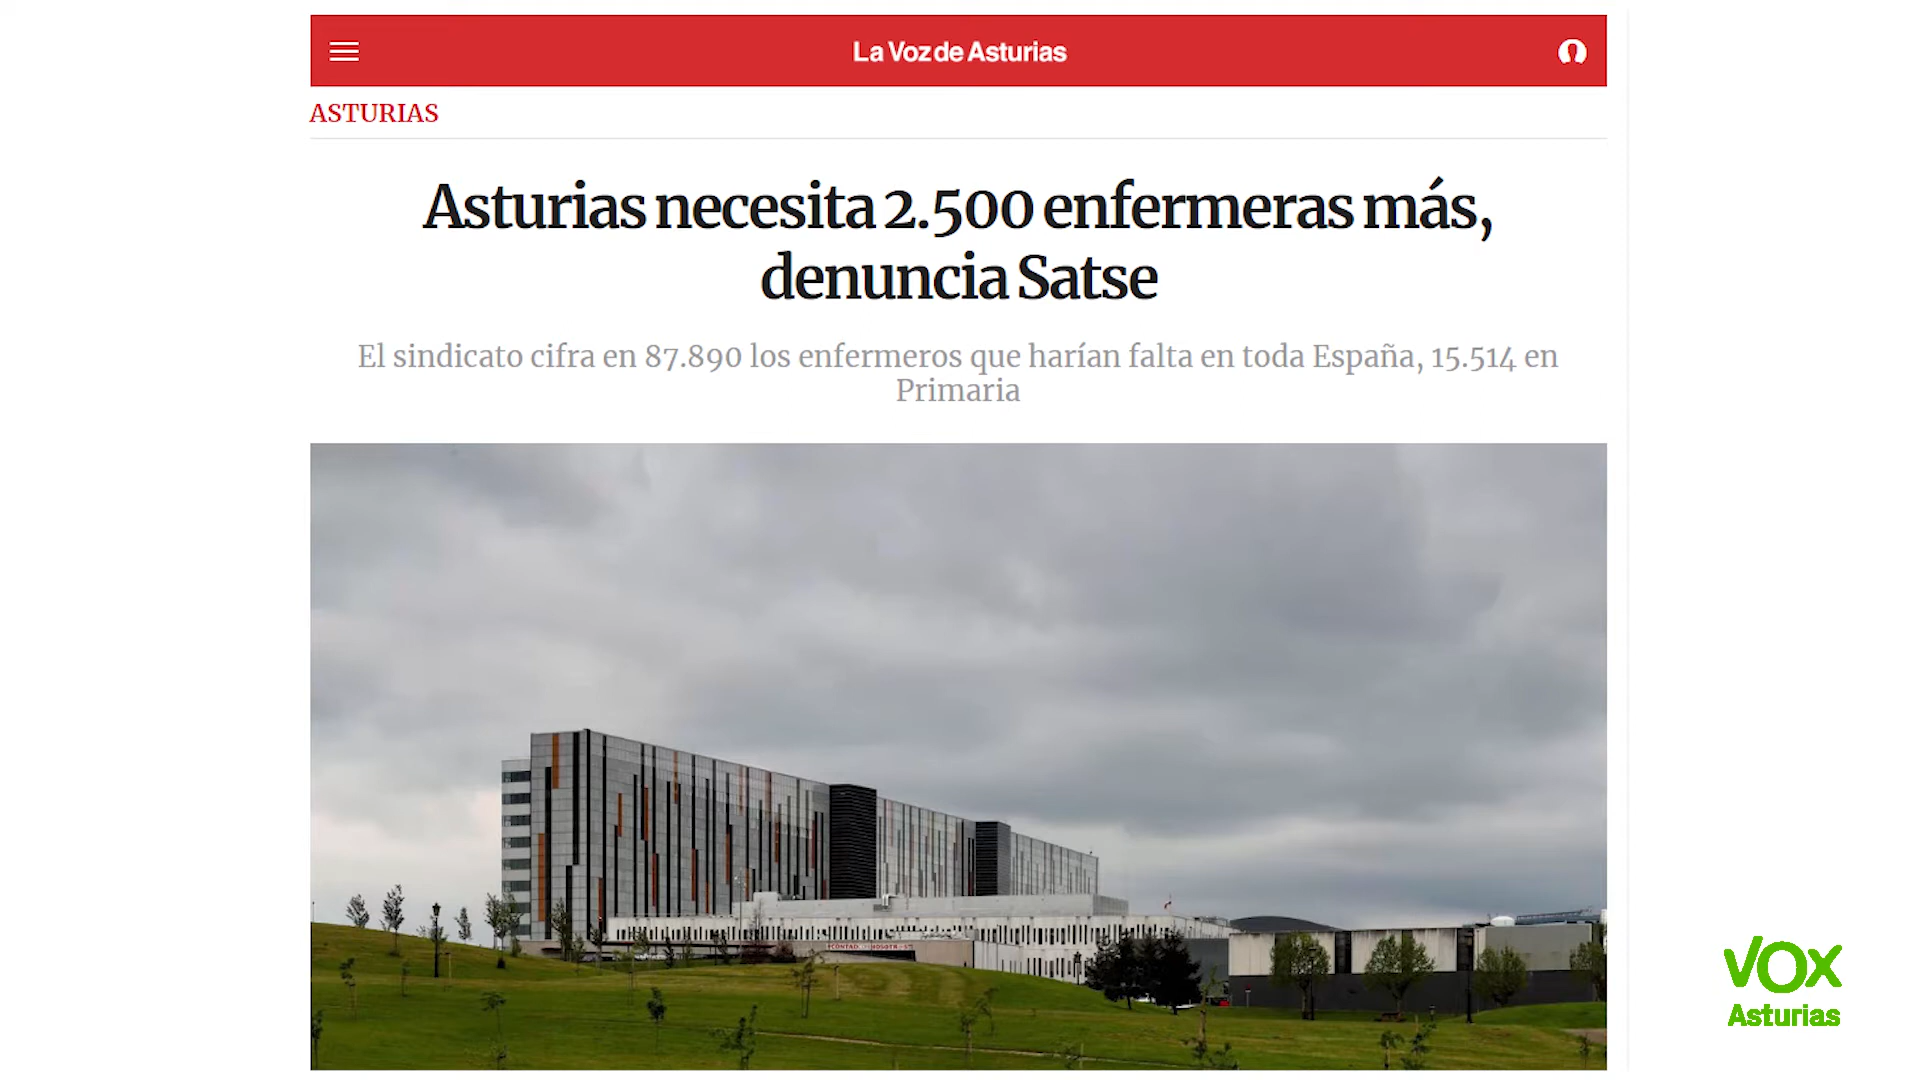 La Voz de Asturias
ASTURIAS
Asturias necesita 2.500 enfermeras más,
denuncia Satse
El sindicato cifra en 87.890 los enfermeros que harían falta en toda España, 15.514 en
Primaria
VOX
Asturias